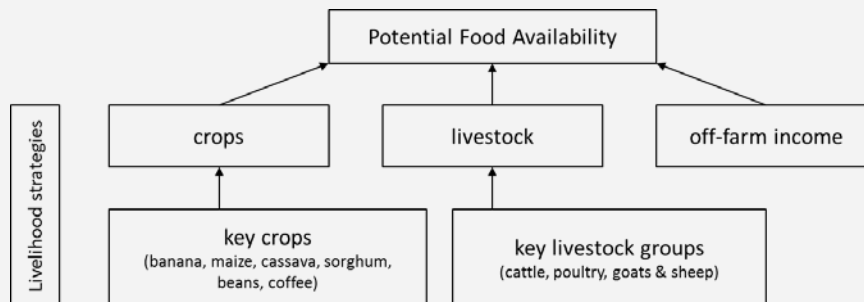 Potential Food Availability
Livelihood strategies
crops
livestock
off-farm income
key crops
(banana, maize, cassava, sorghum,
beans, coffee)
key livestock groups
(cattle, poultry, goats & sheep)